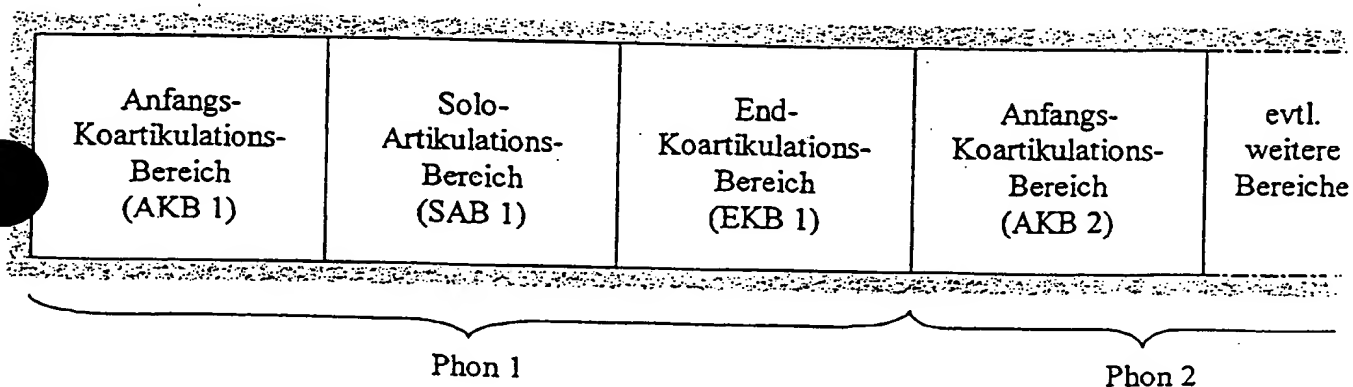 Anfangs-
Koartikulations-
Bereich
(AKB 1)
Solo-
Artikulations-
Bereich
(SAB 1)
End-
Koartikulations-
Bereich
(EKB 1)
Anfangs-
Koartikulations-
Bereich
(AKB 2)
evtl.
weitere
Bereiche
Phon 1
Phon 2